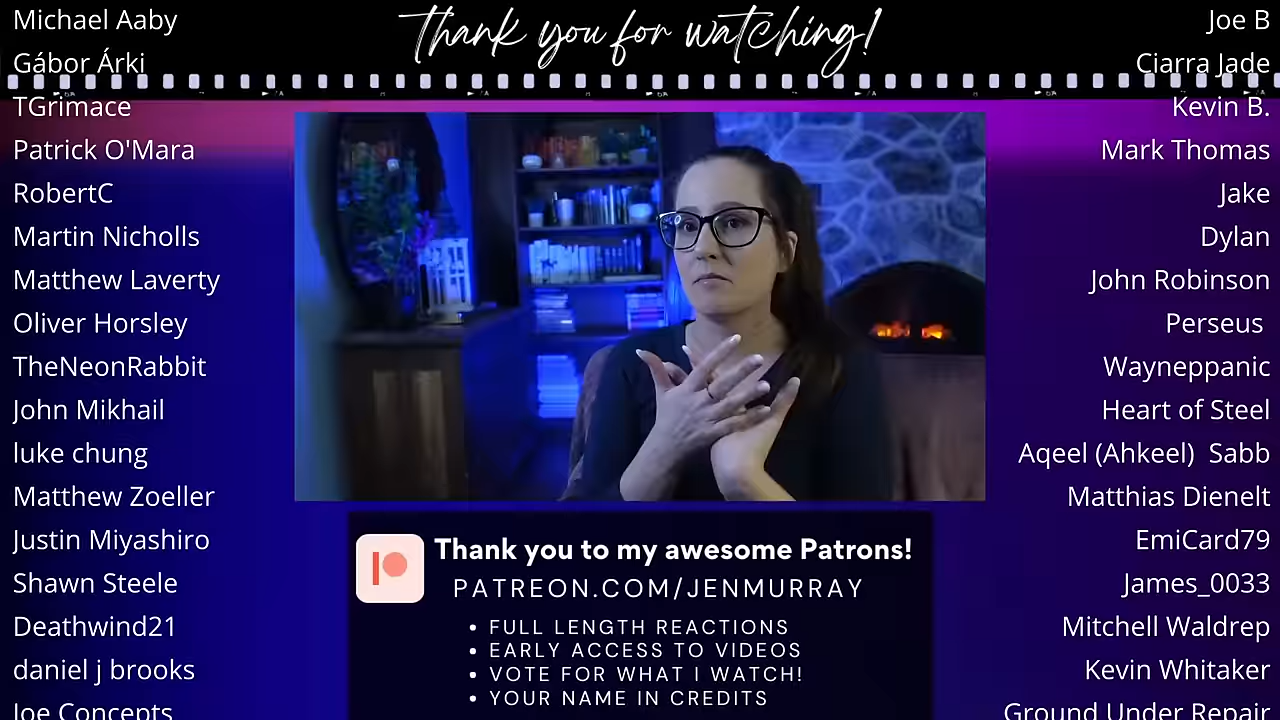 Thank you for watching!
Michael Aaby
Gábor Árki
TGrimace
Patrick O'Mara
RobertC
Martin Nicholls
Matthew Laverty
Oliver Horsley
TheNeonRabbit
John Mikhail
luke chung
Matthew Zoeller
Justin Miyashiro
Shawn Steele
Deathwind21
daniel j brooks
Joe Concepts
Joe B
Ciarra Jade
Kevin B.
Mark Thomas
Jake
Dylan
John Robinson
Perseus
Wayneppanic
Heart of Steel
Aqeel (Ahkeel) Sabb
Matthias Dienelt
EmiCard79
James_0033
Mitchell Waldrep
Kevin Whitaker
Ground Under Repair
Thank you to my awesome Patrons!
PATREON.COM/JENMURRAY
• FULL LENGTH REACTIONS
• EARLY ACCESS TO VIDEOS
• VOTE FOR WHAT I WATCH!
• YOUR NAME IN CREDITS